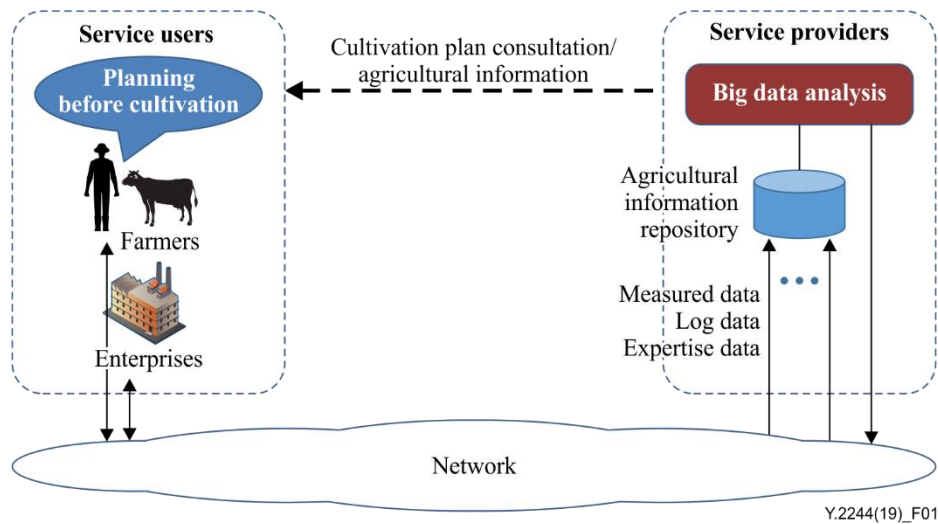 Service users
Planning
before cultivation
Farmers
Enterprises
Cultivation plan consultation/
agricultural information
Service providers
Big data analysis
Agricultural
information
repository
Measured data
Log data
Expertise data
Network
Y.2244(19)_F01